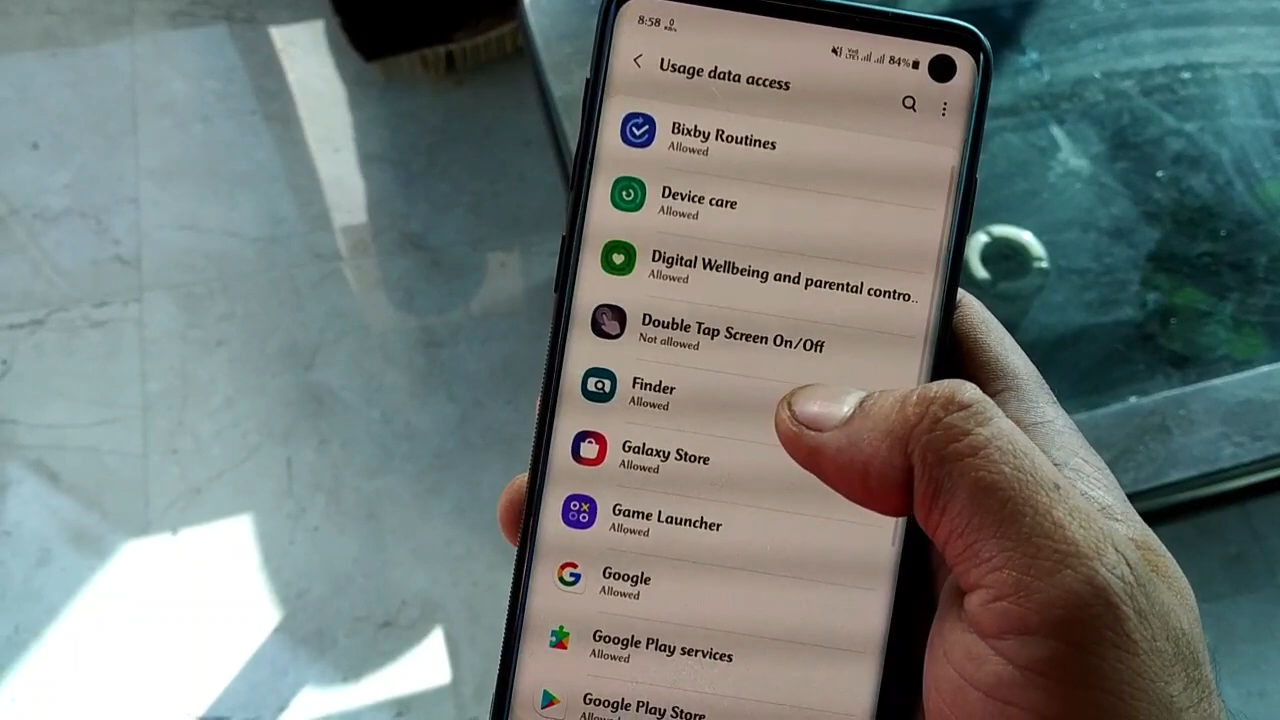 8:58 0
84%
Usage data access
Bixby Routines
Allowed
Device care
Allowed
Digital Wellbeing and parental contro..
Allowed
Double Tap Screen On/Off
Not allowed
Finder
Allowed
Galaxy Store
Allowed
Game Launcher
Allowed
Google
Allowed
Google Play services
Allowed
Google Play Store
Allowed